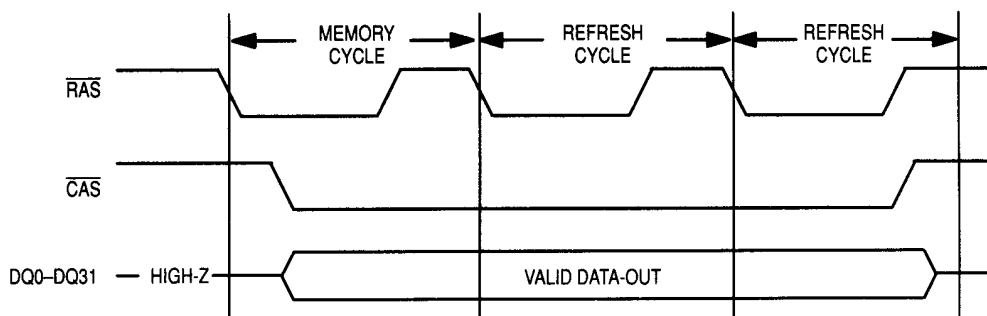 MEMORY
CYCLE
REFRESH
CYCLE
REFRESH
CYCLE
RAS
CAS
DQ0–DQ31
HIGH-Z
VALID DATA-OUT